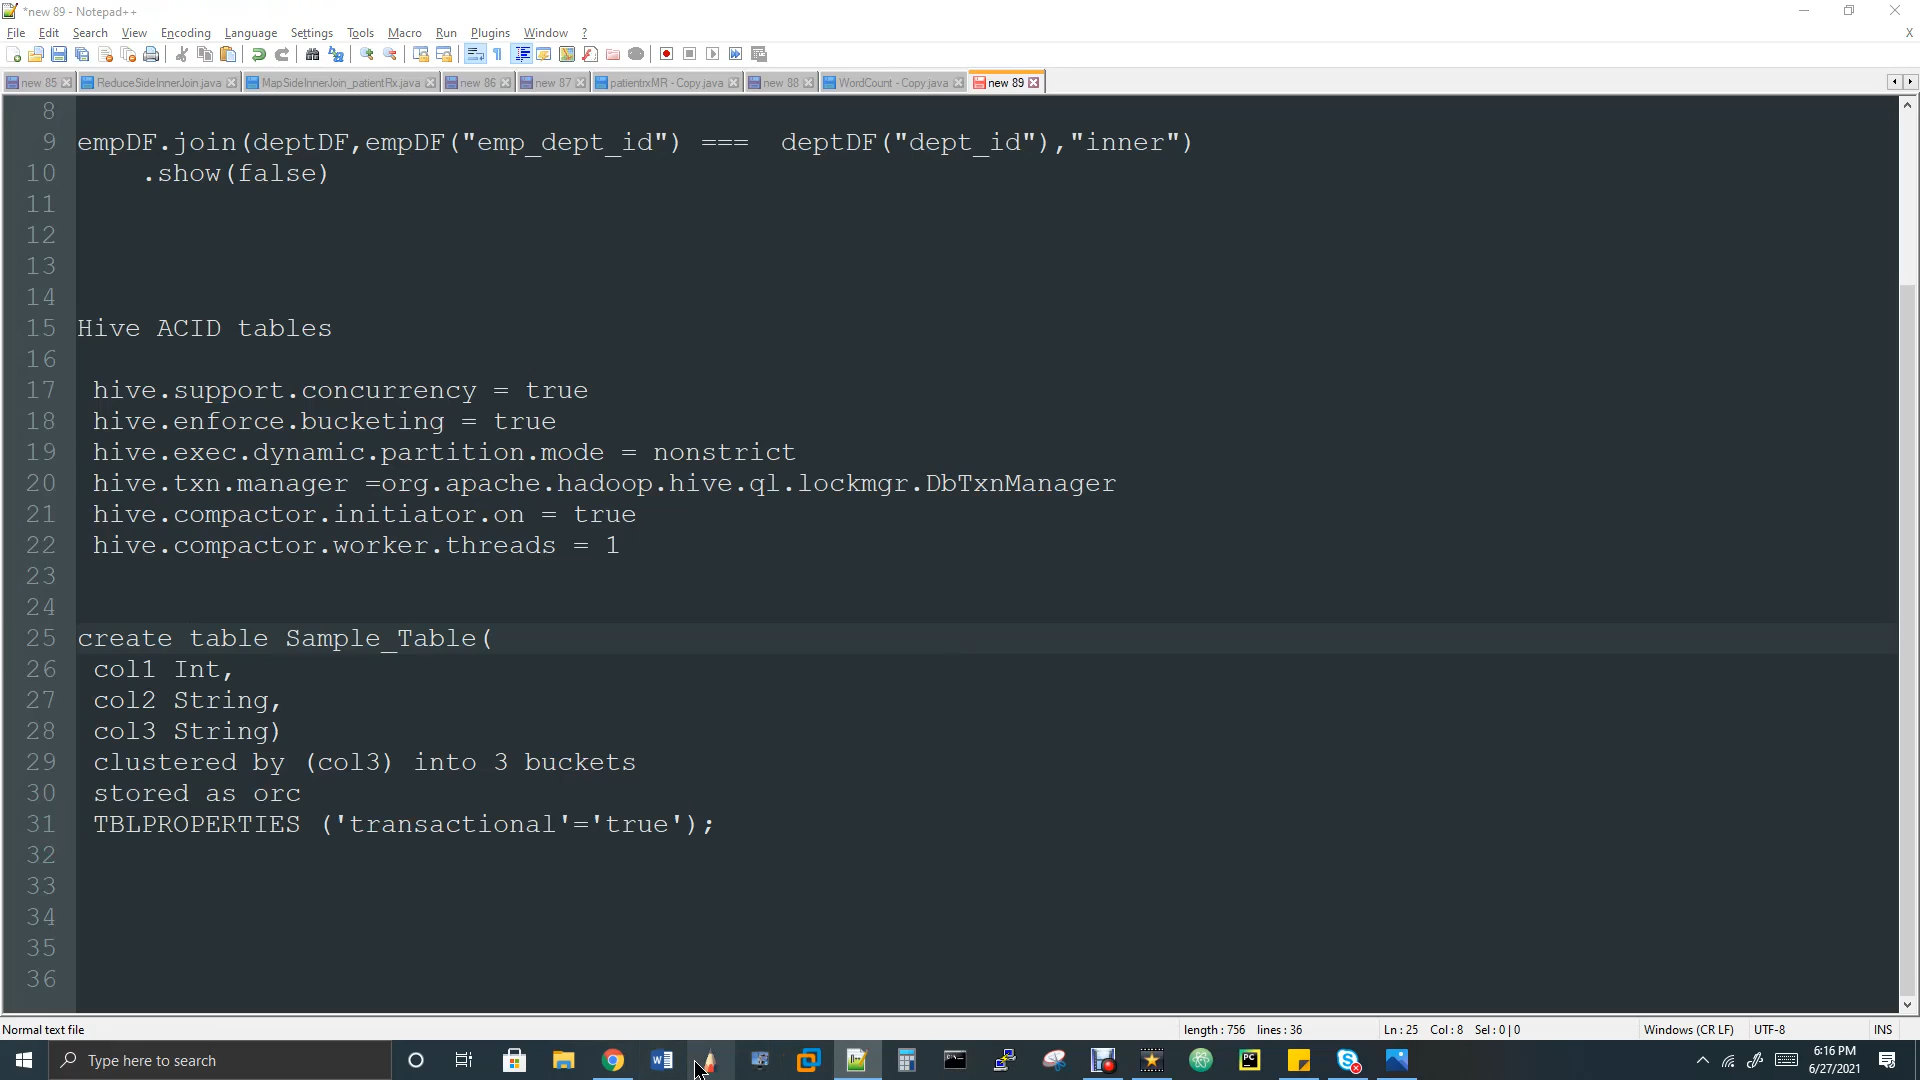 *new 89 - Notepad++
File Edit Search View Encoding Language Settings Tools Macro Run Plugins Window ?
X
new 85 ReduceSideInnerJoin.java MapSideInnerJoin_patientRx.java new 86 new 87 patientrxMR - Copy.java new 88 WordCount - Copy.java new 89
8
9 empDF.join(deptDF,empDF("emp_dept_id") ===  deptDF("dept_id"),"inner")
10 .show(false)
11
12
13
14
15 Hive ACID tables
16
17 hive.support.concurrency = true
18 hive.enforce.bucketing = true
19 hive.exec.dynamic.partition.mode = nonstrict
20 hive.txn.manager =org.apache.hadoop.hive.ql.lockmgr.DbTxnManager
21 hive.compactor.initiator.on = true
22 hive.compactor.worker.threads = 1
23
24
25 create table Sample_Table(
26 col1 Int,
27 col2 String,
28 col3 String)
29 clustered by (col3) into 3 buckets
30 stored as orc
31 TBLPROPERTIES ('transactional'='true');
32
33
34
35
36
Normal text file length : 756 lines : 36 Ln : 25 Col : 8 Sel : 0 | 0 Windows (CR LF) UTF-8 INS
Type here to search
6:16 PM
6/27/2021